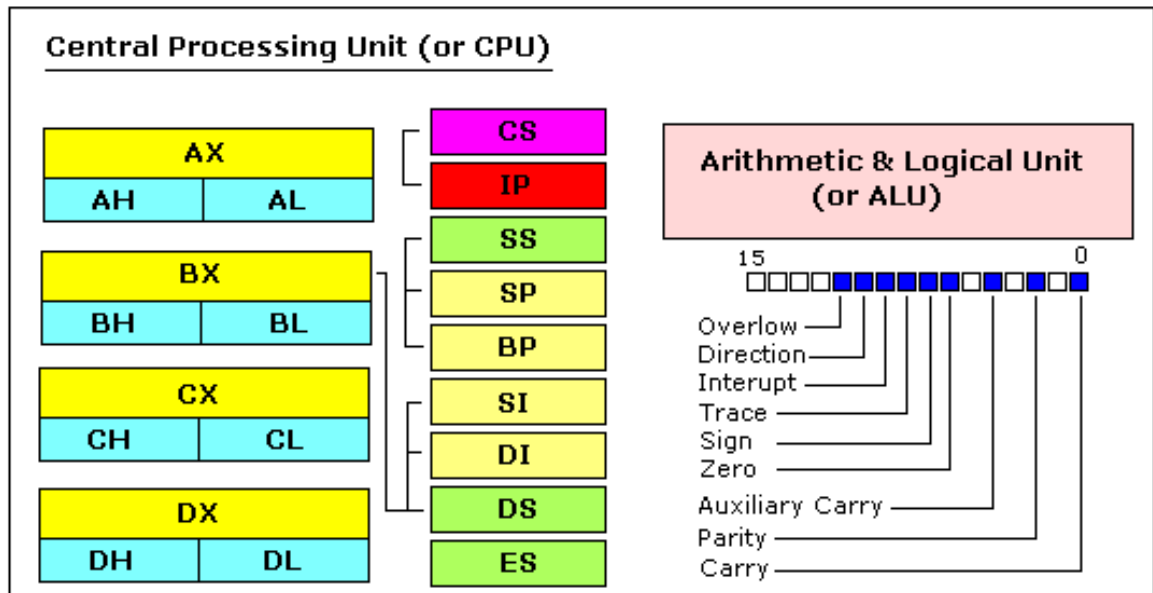 Central Processing Unit (or CPU)
AX
AH AL
BX
BH BL
CX
CH CL
DX
DH DL
CS
IP
SS
SP
BP
SI
DI
DS
ES
Arithmetic & Logical Unit
(or ALU)
15 0
Overlow
Direction
Interupt
Trace
Sign
Zero
Auxiliary Carry
Parity
Carry